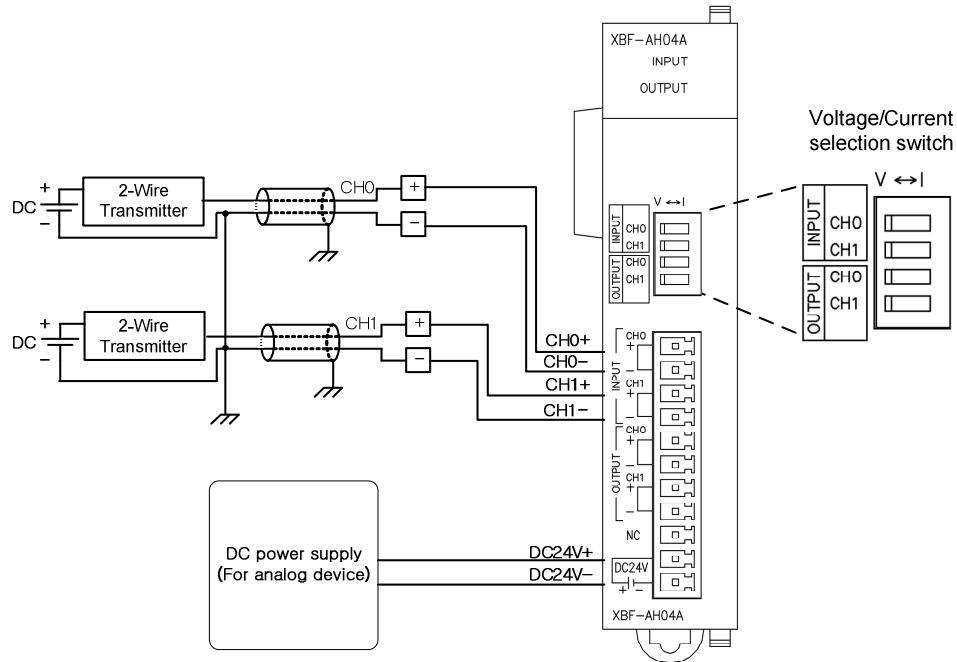 XBF-AH04A
INPUT
OUTPUT
Voltage/Current
selection switch
V ↔ I
INPUT
CH0
CH1
OUTPUT
CH0
CH1
V ↔ I
INPUT
CH0
CH1
OUTPUT
CH0
CH1
DC
+
−
2-Wire
Transmitter
CH0
+
−
DC
+
−
2-Wire
Transmitter
CH1
+
−
CH0+
CH0−
CH1+
CH1−
INPUT
CH0
+
−
CH1
+
−
OUTPUT
CH0
+
−
CH1
+
−
NC
DC power supply
(For analog device)
DC24V+
DC24V−
DC24V
+ −
XBF-AH04A